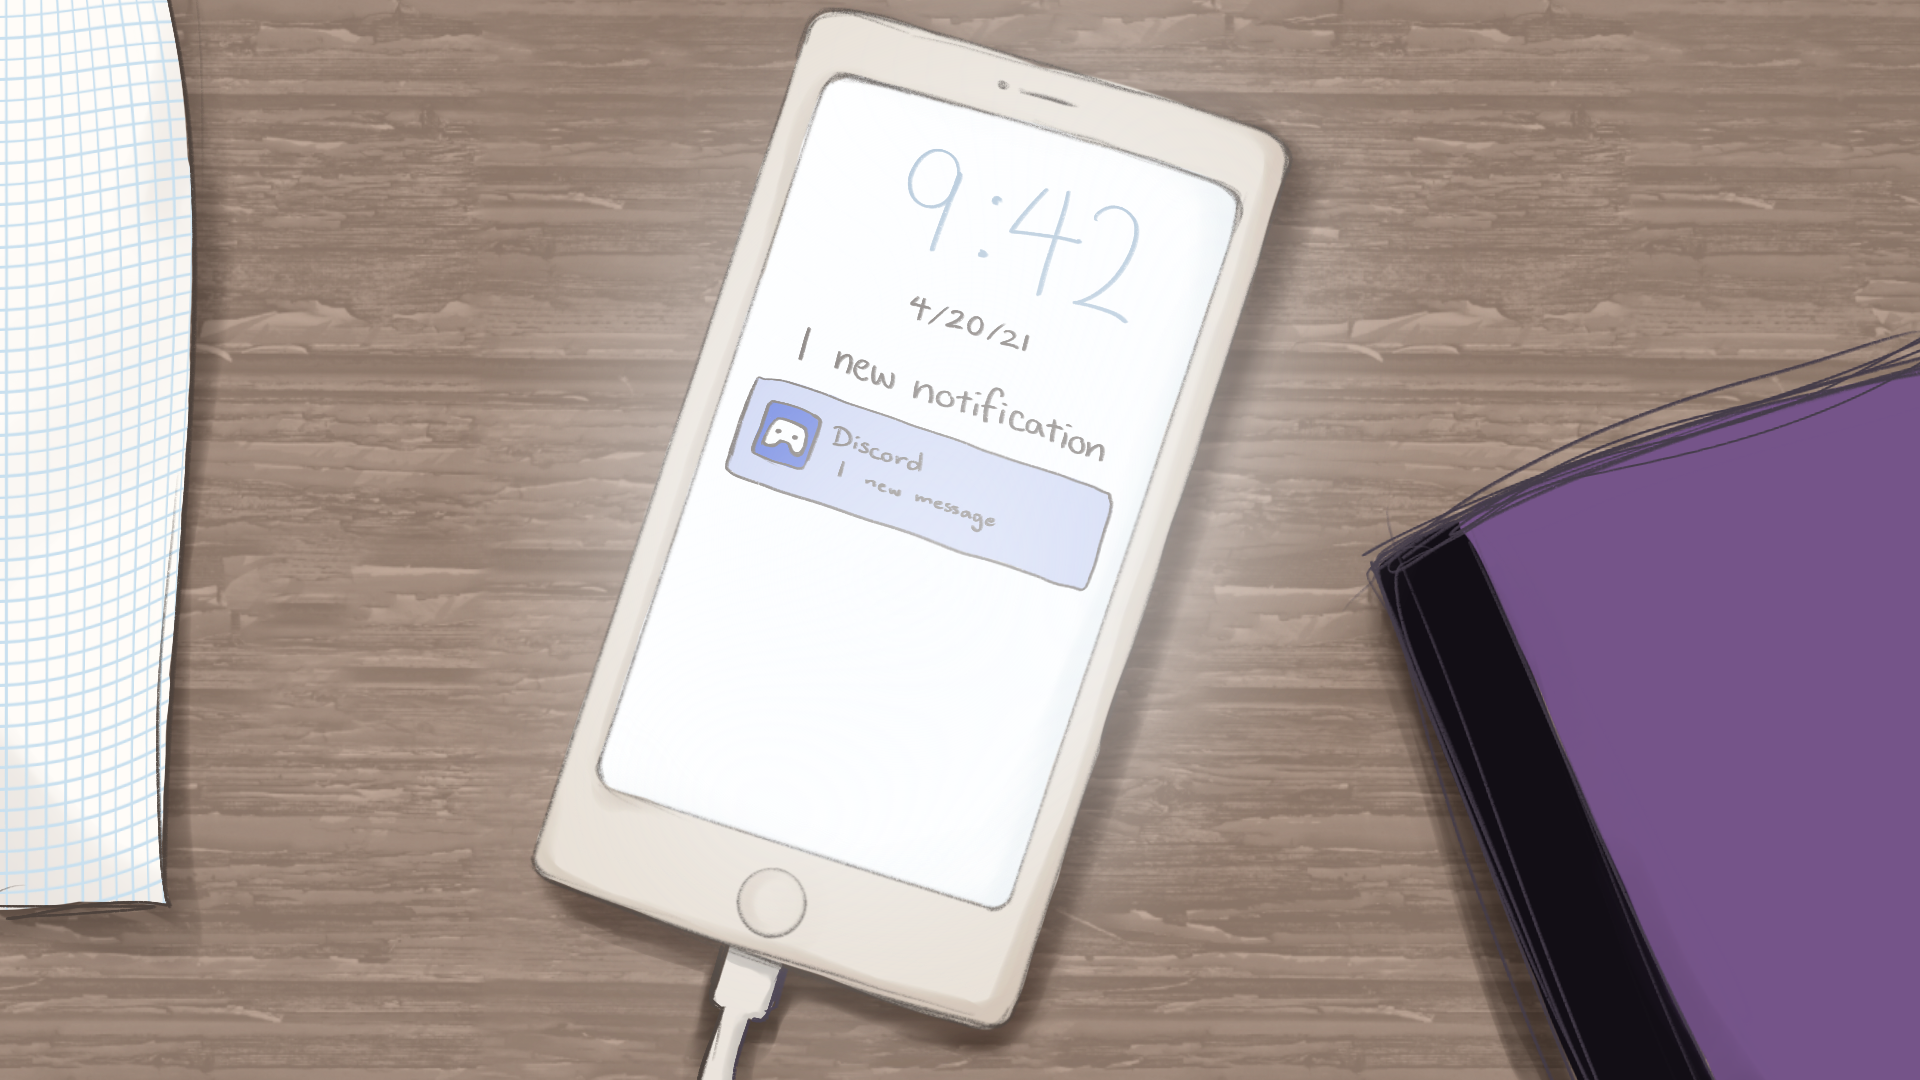 9:42
4/20/21
1 new notification
Discord
1 new message